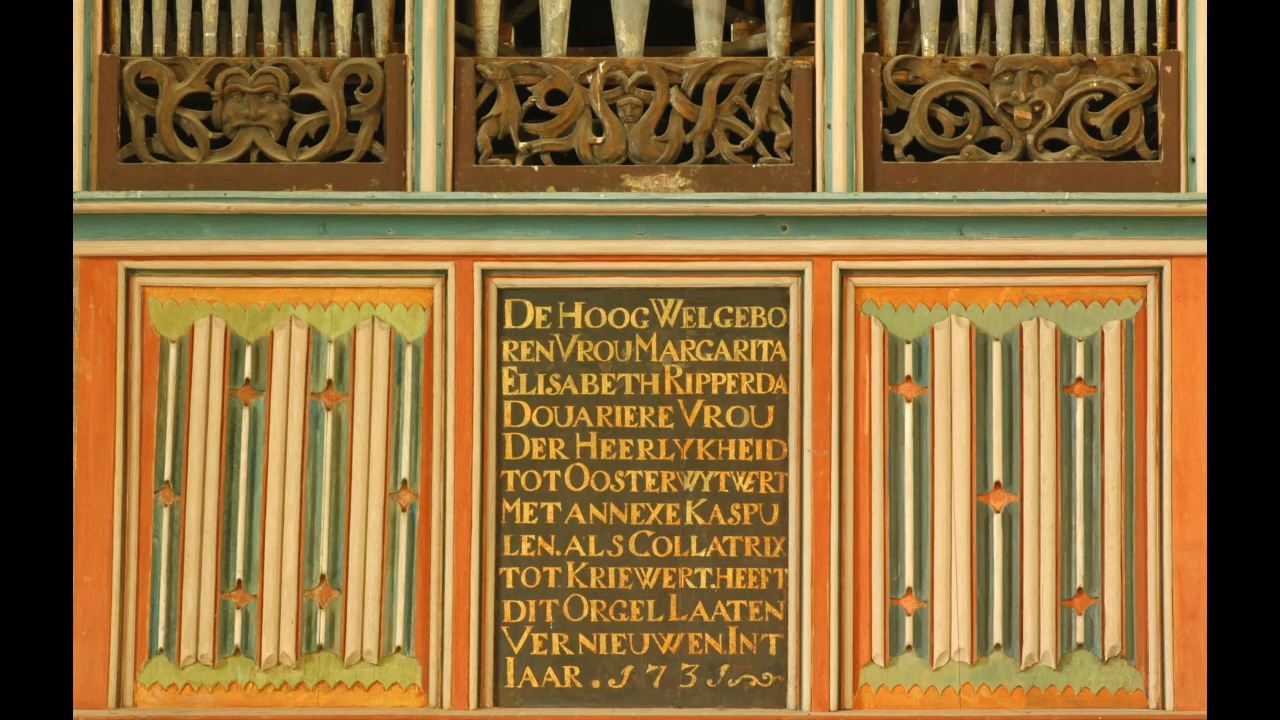 DE HOOG WELGEBO
REN VROU MARGARITA
ELISABETH RIPPERDA
DOUARIERE VROU
DER HEERLYKHEID
TOT OOSTERWYTWERT
MET ANNEXE KASPU
LEN. ALS COLLATRIX
TOT KRIEWERT. HEEFT
DIT ORGEL LAATEN
VERNIEUWEN INT
IAAR. 1731